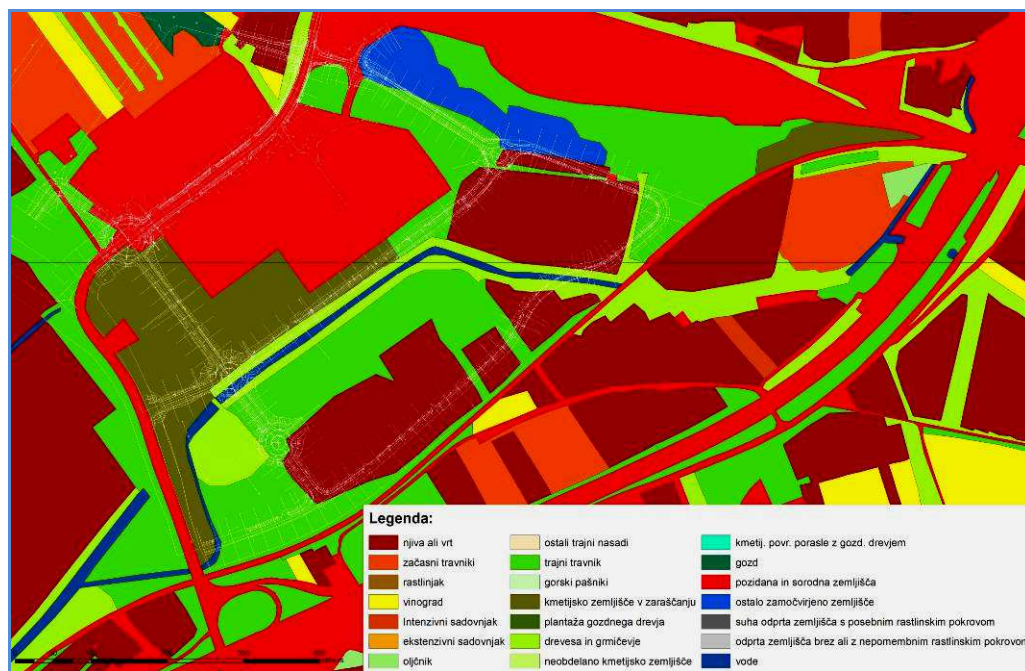 Legenda:
njiva ali vrt
začasni travniki
rastlinjak
vinograd
Intenzivni sadovnjak
ekstenzivni sadovnjak
oljčnik
ostali trajni nasadi
trajni travnik
gorski pašniki
kmetijsko zemljišče v zaraščanju
plantaža gozdnega drevja
drevesa in grmičevje
neobdelano kmetijsko zemljišče
kmetij. povr. porasle z gozd. drevjem
gozd
pozidana in sorodna zemljišča
ostalo zamočvirjeno zemljišče
suha odprta zemljišča s posebnim rastlinskim pokrovom
odprta zemljišča brez ali z nepomembnim rastlinskim pokrovom
vode